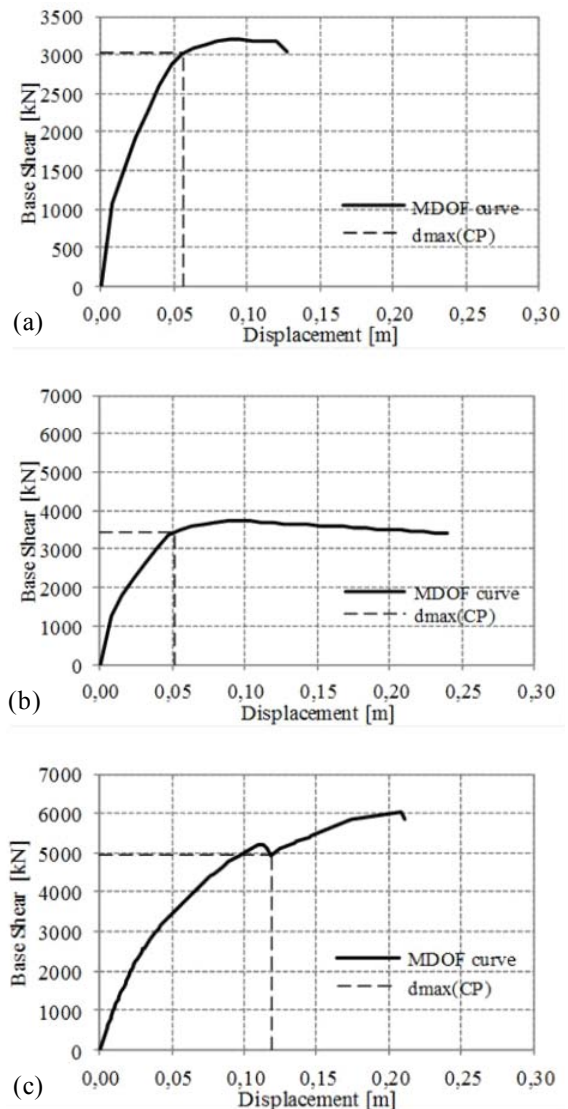 3500
3000
2500
2000
1500
1000
500
0
Base Shear [kN]
MDOF curve
dmax(CP)
0,00 0,05 0,10 0,15 0,20 0,25 0,30
Displacement [m]
(a)
7000
6000
5000
4000
3000
2000
1000
0
Base Shear [kN]
MDOF curve
dmax(CP)
0,00 0,05 0,10 0,15 0,20 0,25 0,30
Displacement [m]
(b)
7000
6000
5000
4000
3000
2000
1000
0
Base Shear [kN]
MDOF curve
dmax(CP)
0,00 0,05 0,10 0,15 0,20 0,25 0,30
Displacement [m]
(c)